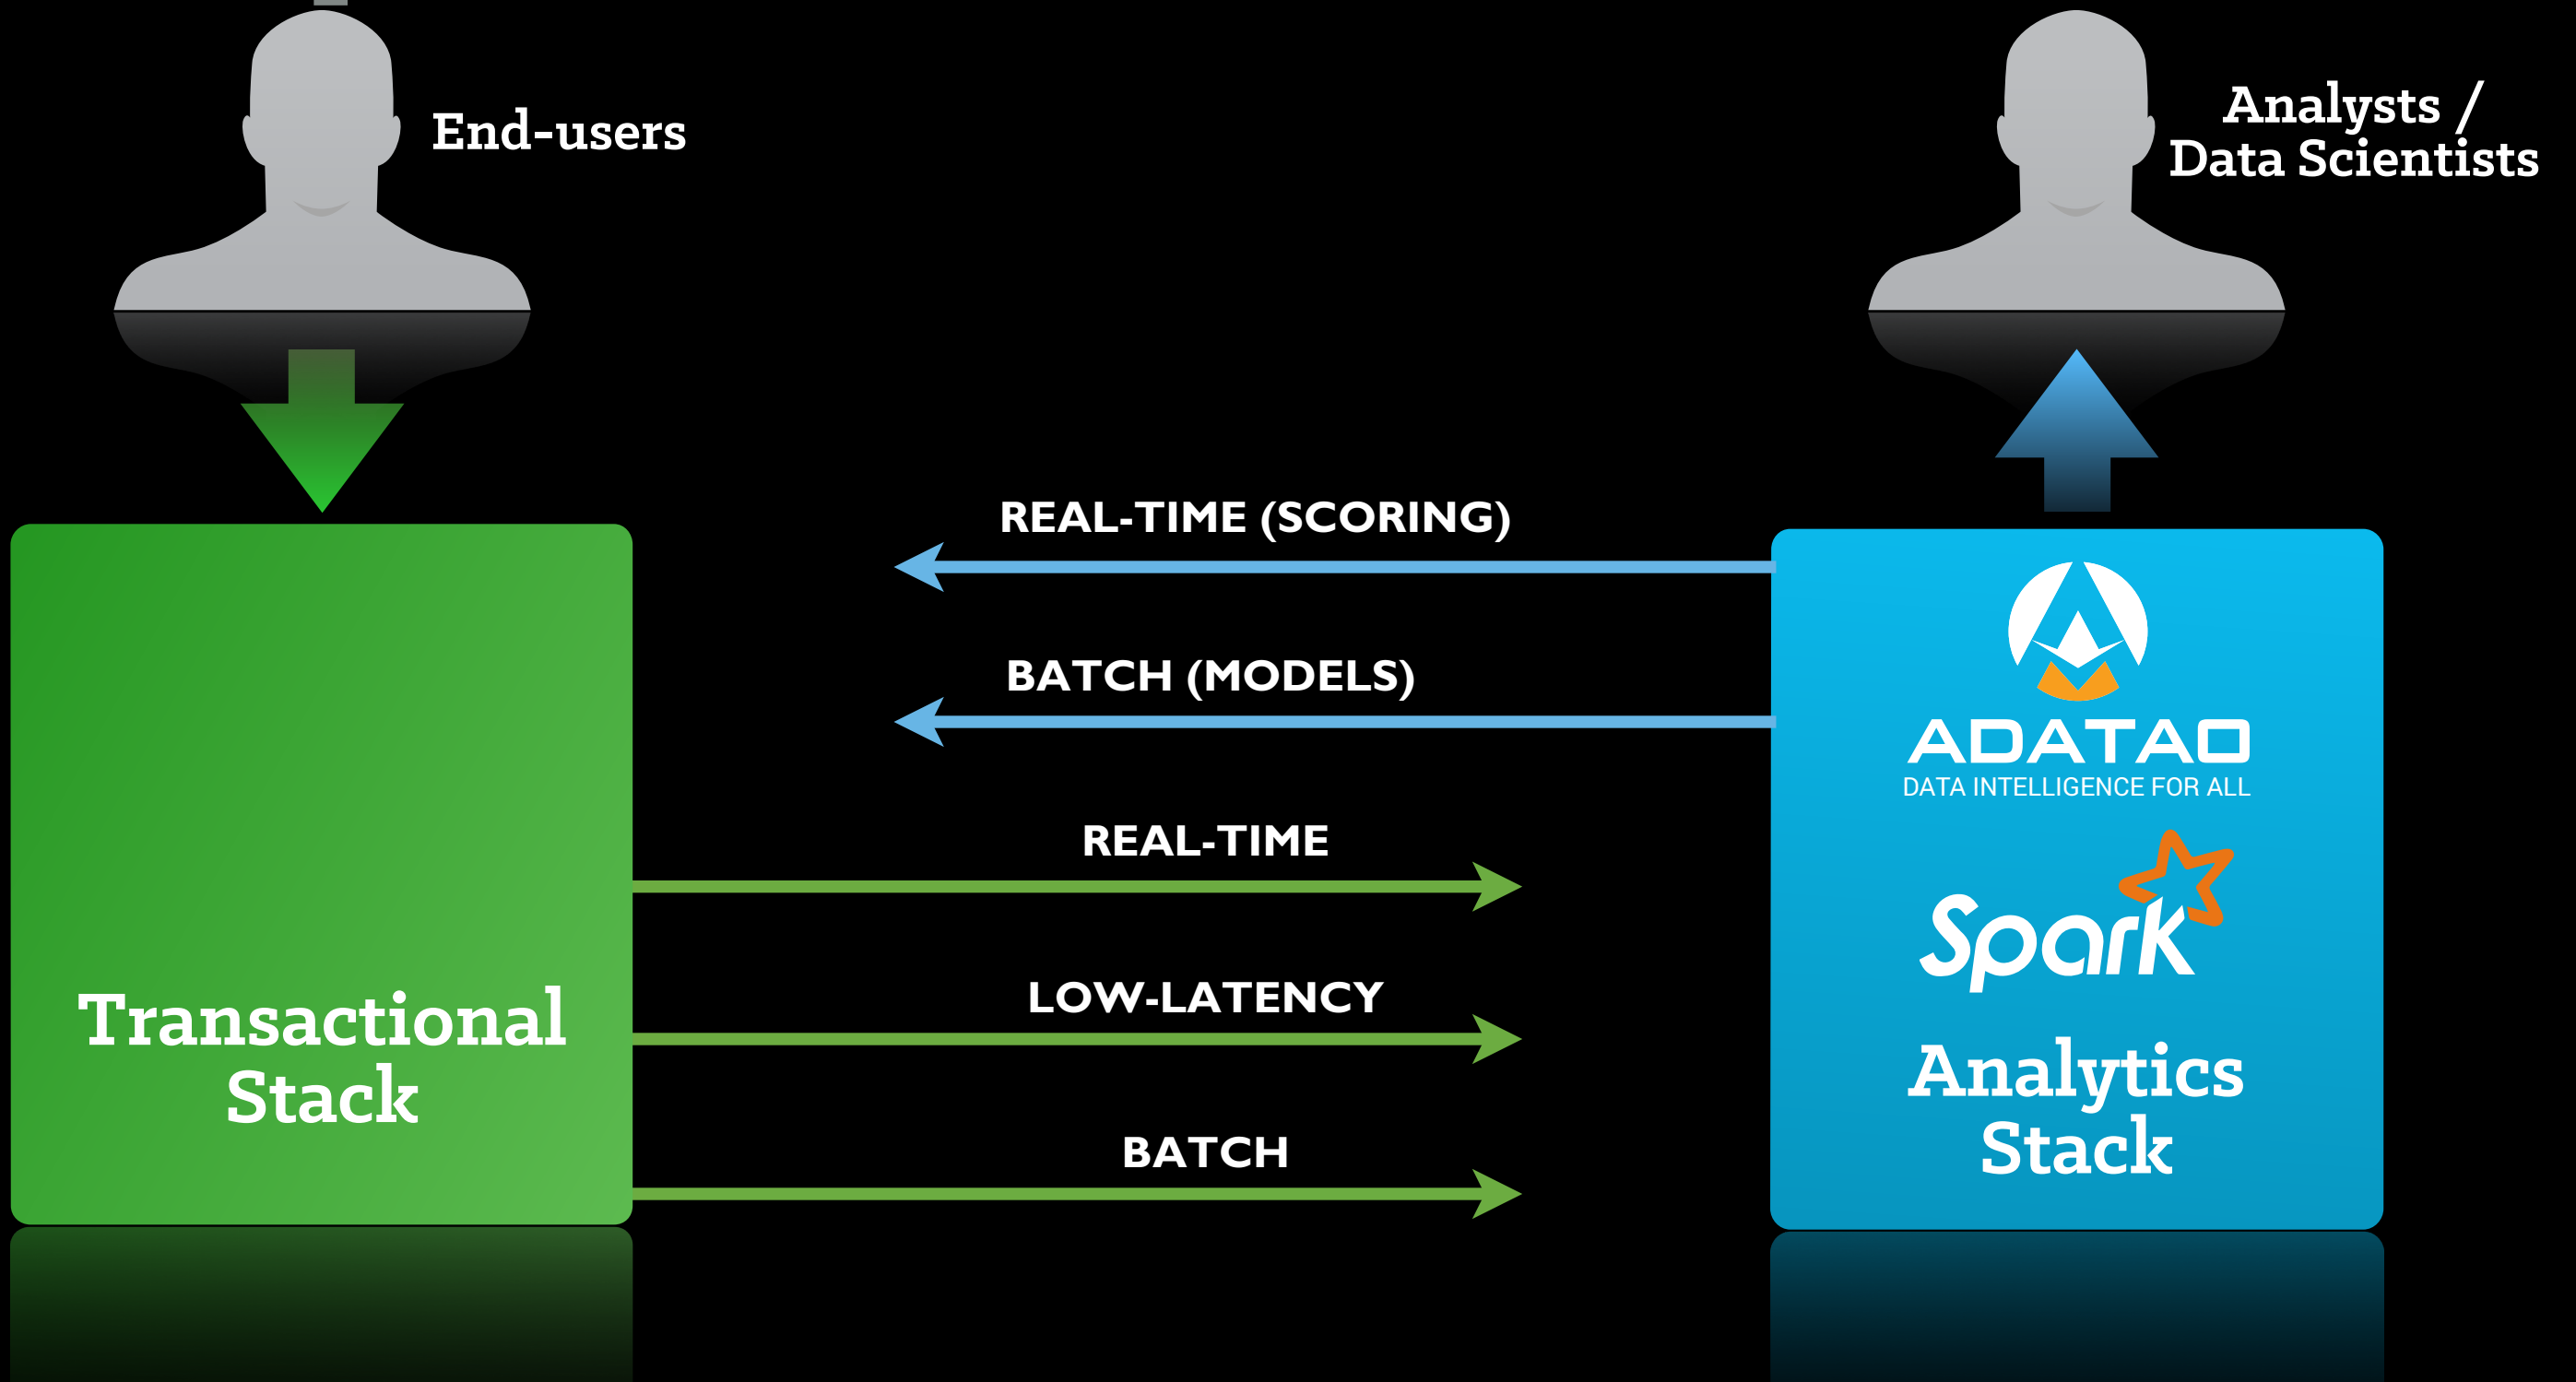 End-users
Analysts /
Data Scientists
REAL-TIME (SCORING)
BATCH (MODELS)
REAL-TIME
LOW-LATENCY
BATCH
Transactional
Stack
ADATAO
DATA INTELLIGENCE FOR ALL
Spark
Analytics
Stack